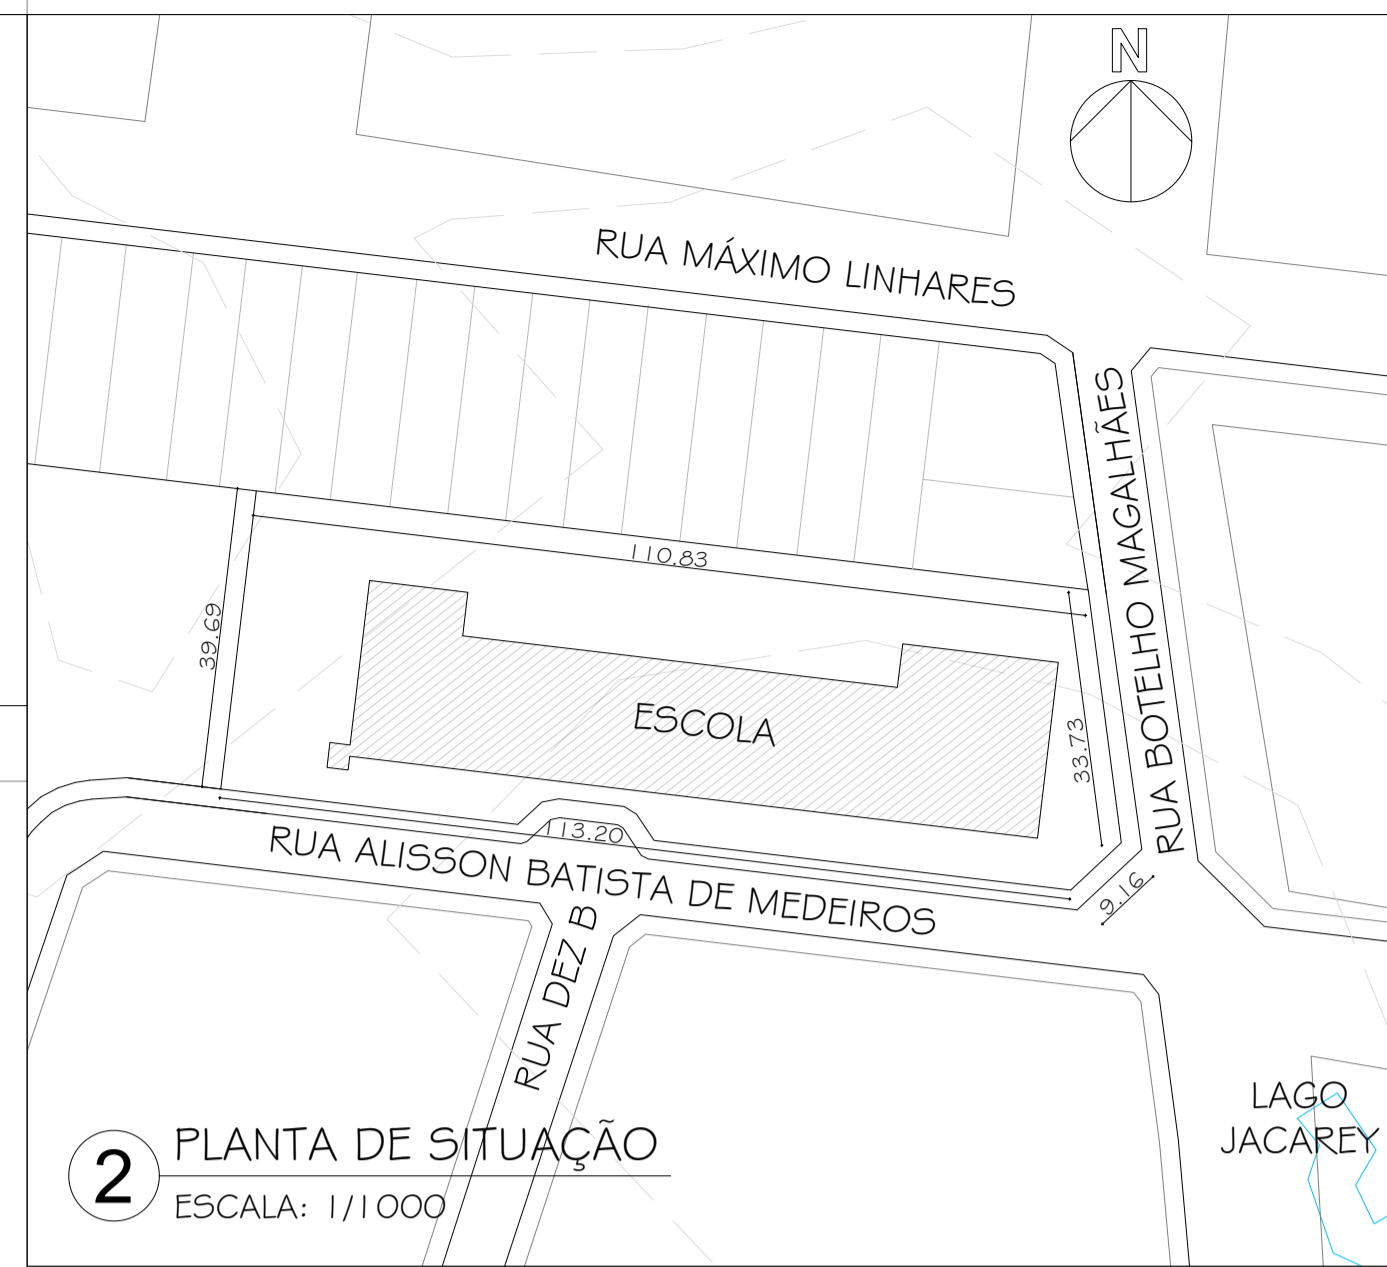 N
RUA MÁXIMO LINHARES
RUA BOTELHO MAGALHÃES
110.83
39.69
ESCOLA
33.73
113.20
RUA ALISSON BATISTA DE MEDEIROS
9.16
RUA DEZ B
LAGO
JACAREY
2
PLANTA DE SITUAÇÃO
ESCALA: 1/1000